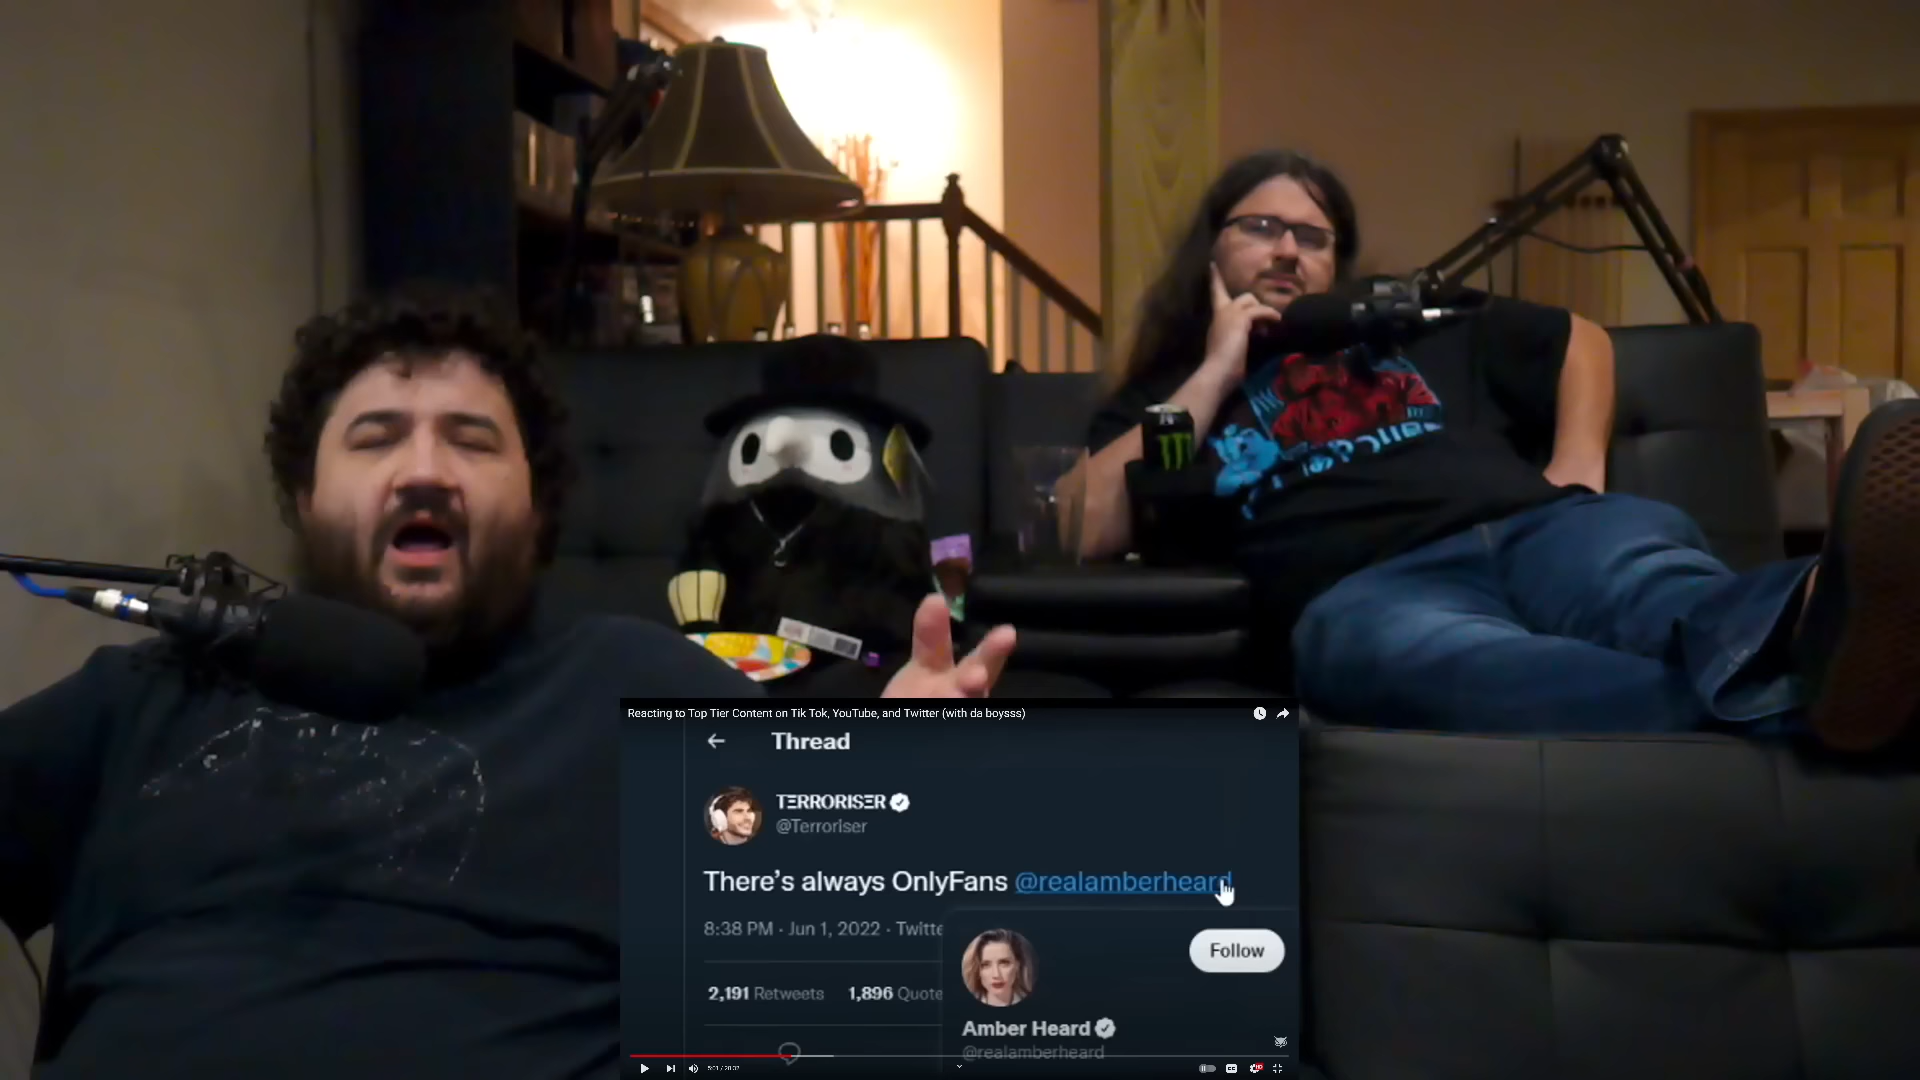 Reacting to Top Tier Content on Tik Tok, YouTube, and Twitter (with da boysss)
Thread
TERRORISER
@Terroriser
There's always OnlyFans @realamberheard
8:38 PM · Jun 1, 2022 · Twitte
Follow
2,191 Retweets 1,896 Quote
Amber Heard
@realamberheard